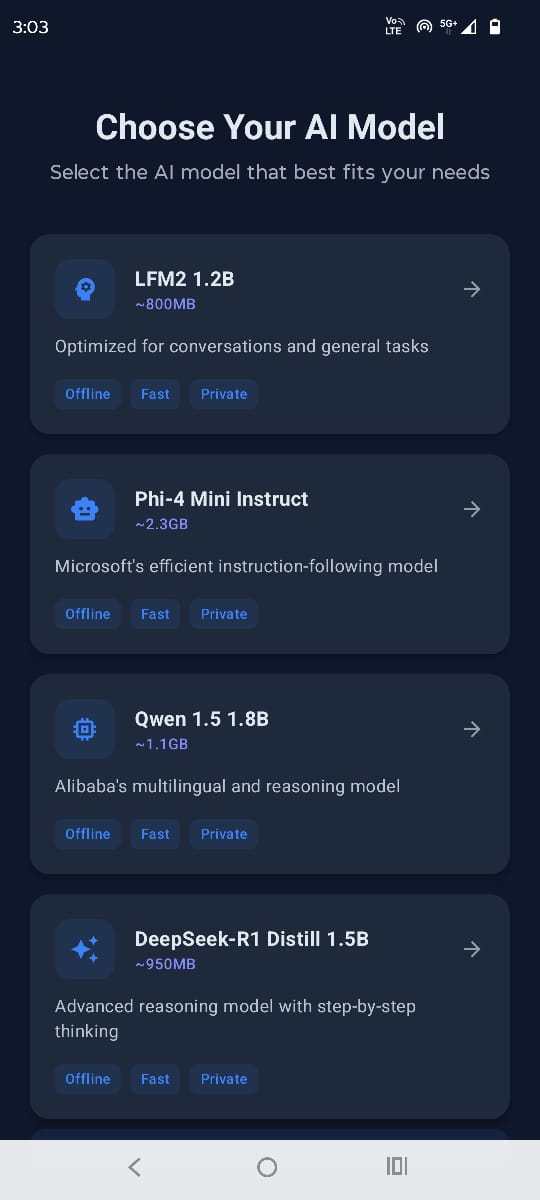 3:03
Vo LTE 5G+
Choose Your AI Model
Select the AI model that best fits your needs
LFM2 1.2B
~800MB
Optimized for conversations and general tasks
Offline Fast Private
Phi-4 Mini Instruct
~2.3GB
Microsoft's efficient instruction-following model
Offline Fast Private
Qwen 1.5 1.8B
~1.1GB
Alibaba's multilingual and reasoning model
Offline Fast Private
DeepSeek-R1 Distill 1.5B
~950MB
Advanced reasoning model with step-by-step
thinking
Offline Fast Private